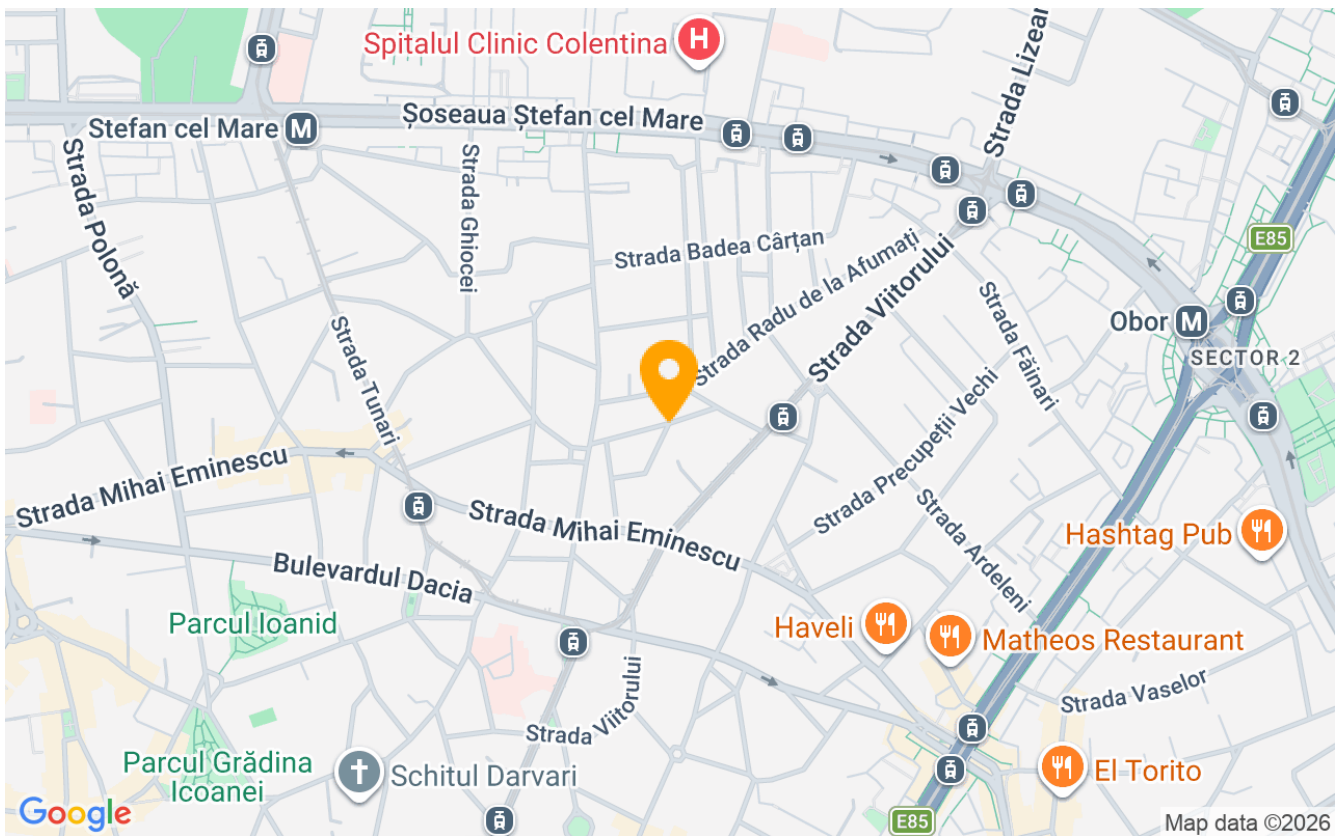 Spitalul Clinic Colentina
H
Strada Lizeanu
Șoseaua Ștefan cel Mare
Stefan cel Mare
M
Strada Polonă
Strada Ghiocei
Strada Badea Cârțan
Strada Radu de la Afumați
Strada Viitorului
E85
Strada Făinari
Obor
M
SECTOR 2
Strada Tunari
Strada Precupeții Vechi
Strada Mihai Eminescu
Strada Mihai Eminescu
Strada Ardeleni
Hashtag Pub
Bulevardul Dacia
Parcul Ioanid
Haveli
Matheos Restaurant
Strada Viitorului
Strada Vaselor
Parcul Grădina
Icoanei
Schitul Darvari
El Torito
Google
E85
Map data ©2026